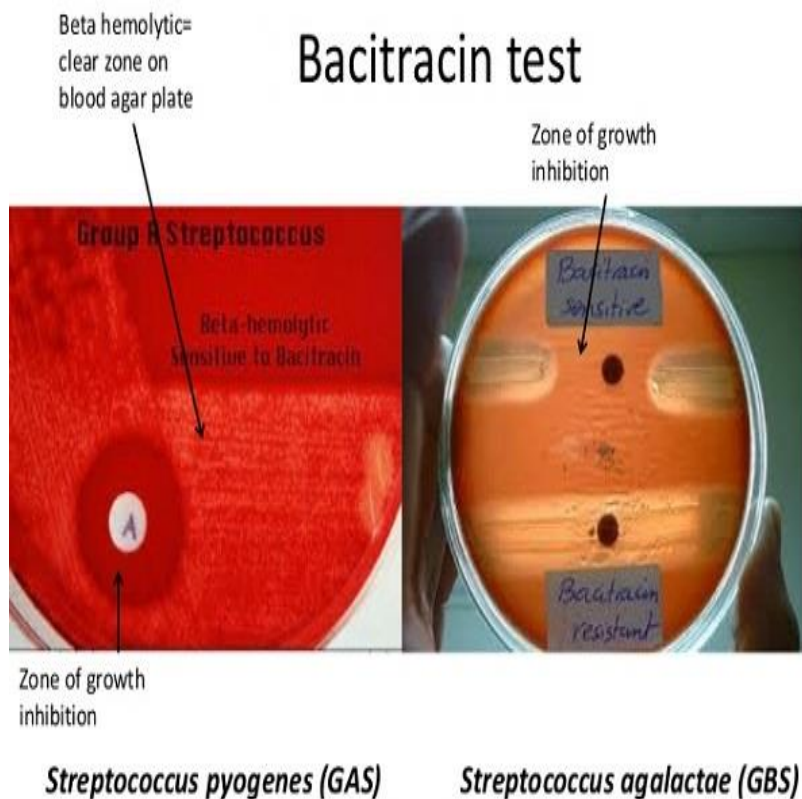 Beta hemolytic=
clear zone on
blood agar plate
Bacitracin test
Zone of growth
inhibition
Group A Streptococcus
Beta-hemolytic
Sensitive to Bacitracin
A
Bacitracin
sensitive
Bacitracin
resistant
Zone of growth
inhibition
Streptococcus pyogenes (GAS)
Streptococcus agalactae (GBS)